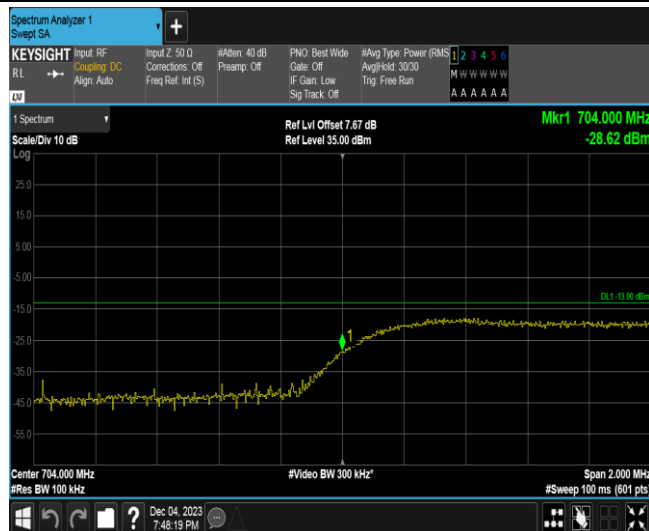 Spectrum Analyzer 1
Swept SA
+
KEYSIGHT
RL
Input: RF
Coupling: DC
Align: Auto
Input Z: 50 Ω
Corrections: Off
Freq Ref: Int (S)
#Atten: 40 dB
Preamp: Off
PNO: Best Wide
Gate: Off
IF Gain: Low
Sig Track: Off
#Avg Type: Power (RMS
Avg|Hold: 30/30
Trig: Free Run
1 2 3 4 5 6
M W W W W W
A A A A A A
LXI
1 Spectrum
Scale/Div 10 dB
Log
Ref Lvl Offset 7.67 dB
Ref Level 35.00 dBm
Mkr1 704.000 MHz
-28.62 dBm
25.0
15.0
5.00
-5.00
DL1 -13.00 dBm
-15.0
-25.0
1
-35.0
-45.0
-55.0
Center 704.000 MHz
#Res BW 100 kHz
#Video BW 300 kHz*
Span 2.000 MHz
#Sweep 100 ms (601 pts)
?
Dec 04, 2023
7:48:19 PM